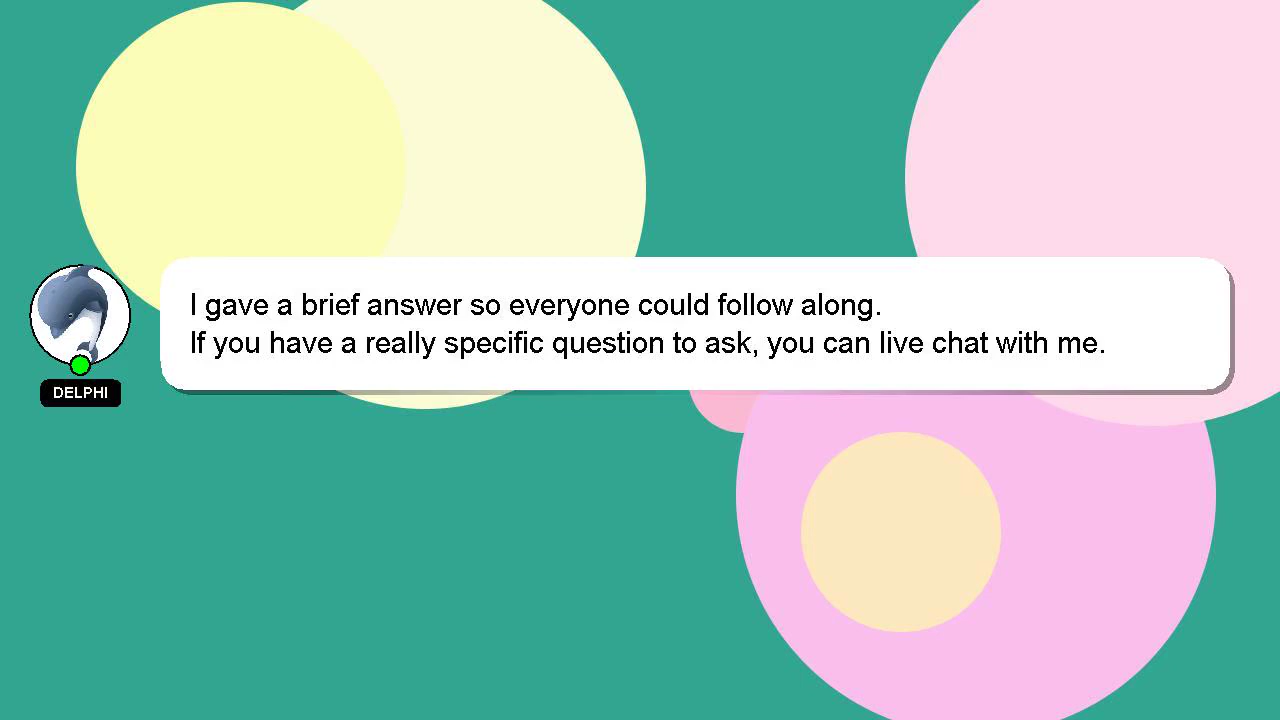 I gave a brief answer so everyone could follow along.
If you have a really specific question to ask, you can live chat with me.
DELPHI